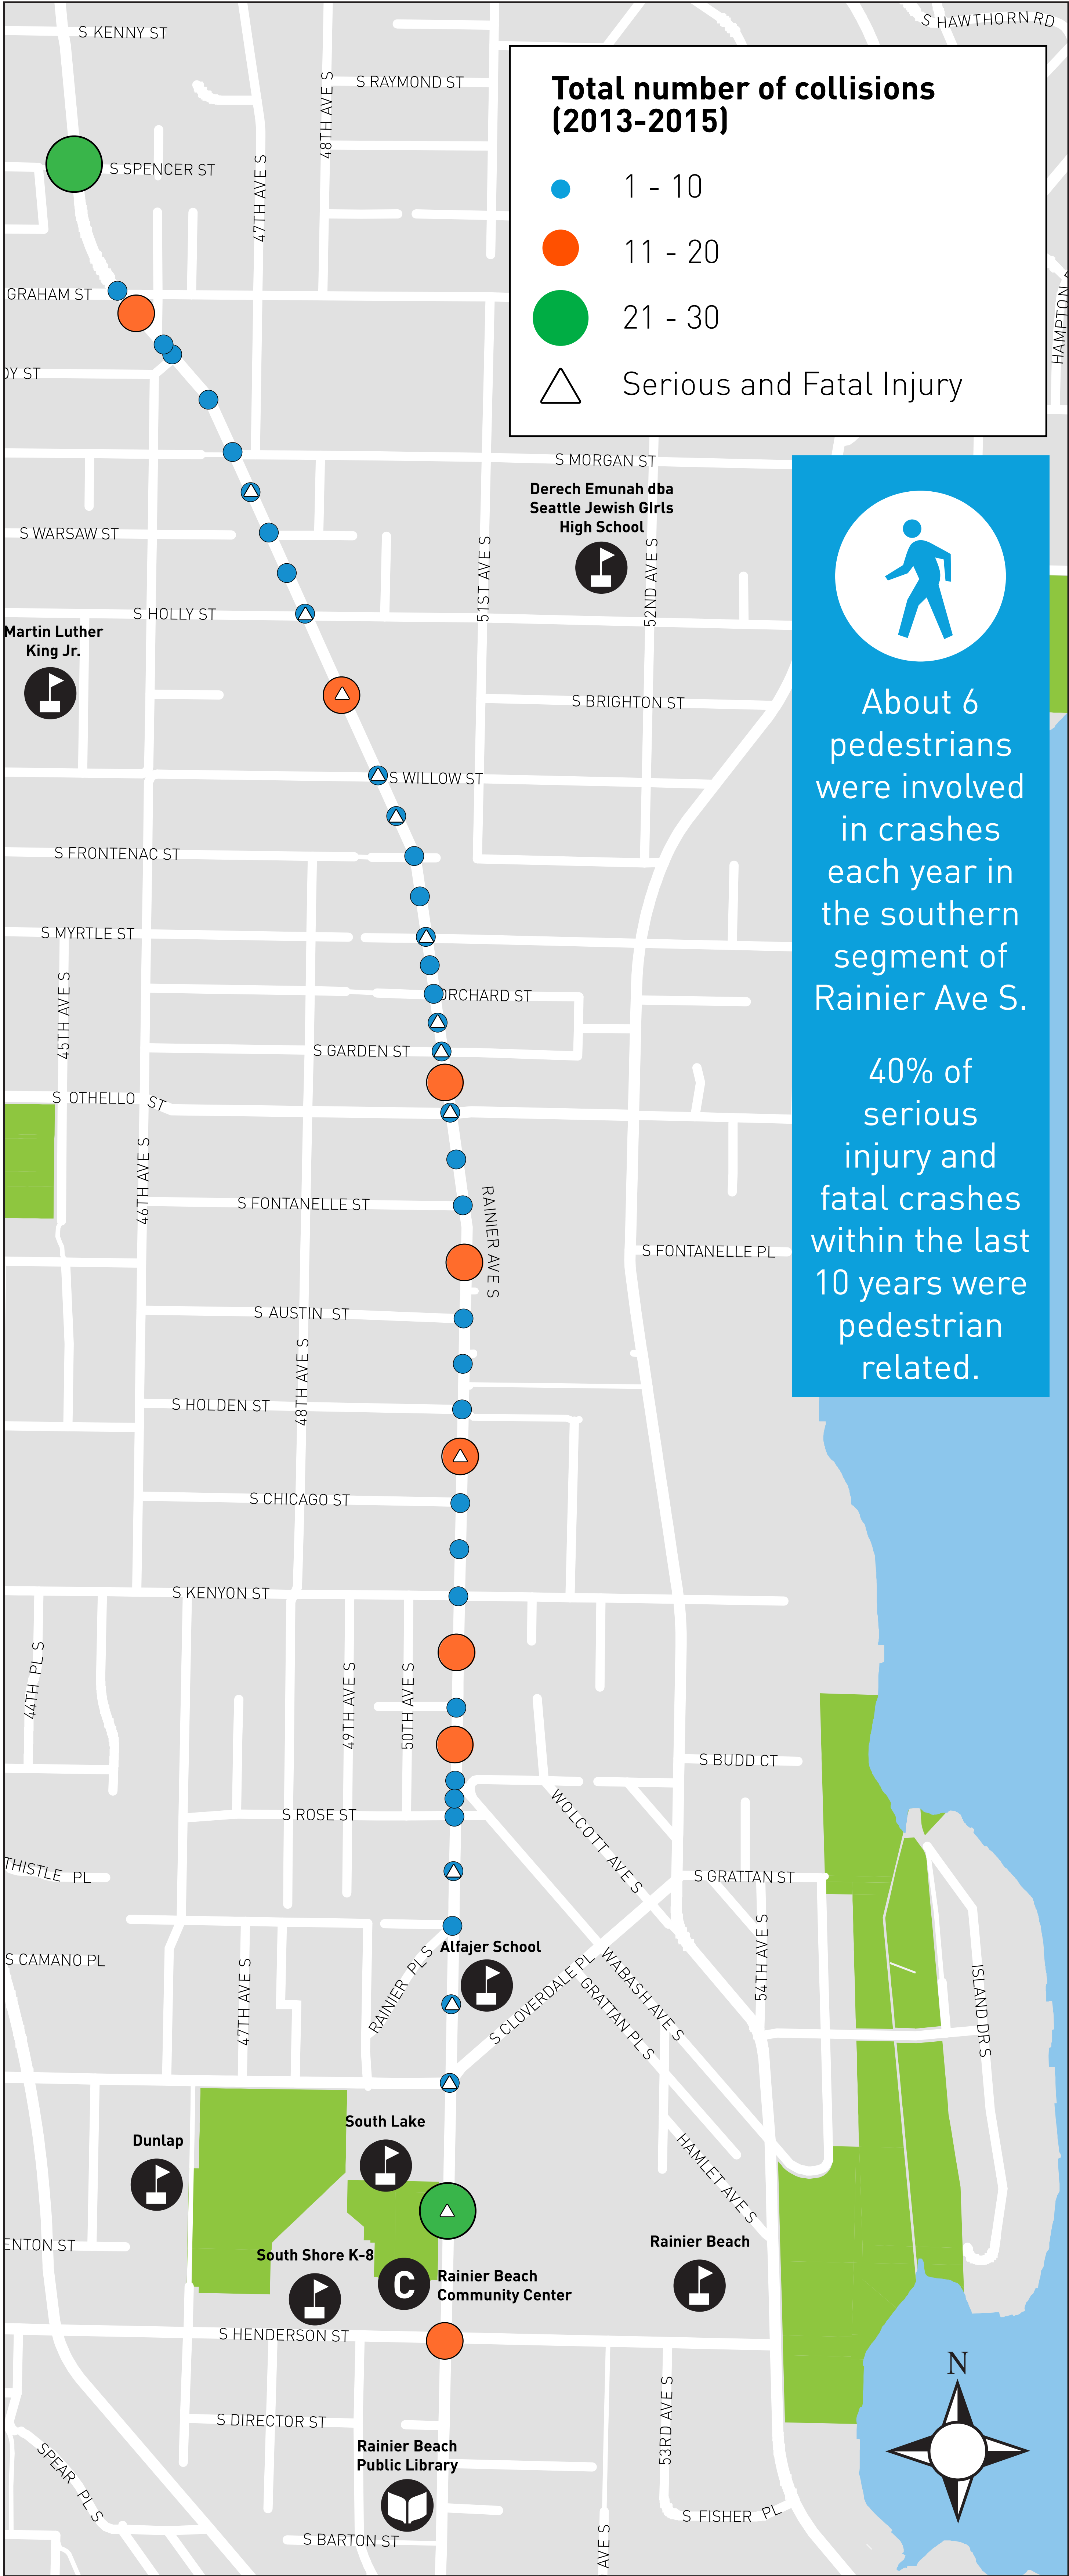 S KENNY ST
S HAWTHORN RD
S RAYMOND ST
48TH AVE S
Total number of collisions
(2013-2015)
1 - 10
11 - 20
21 - 30
Serious and Fatal Injury
S SPENCER ST
47TH AVE S
GRAHAM ST
HAMPTON
OY ST
S MORGAN ST
Derech Emunah dba
Seattle Jewish GIrls
High School
S WARSAW ST
51ST AVE S
52ND AVE S
S HOLLY ST
Martin Luther
King Jr.
S BRIGHTON ST
About 6
pedestrians
were involved
in crashes
each year in
the southern
segment of
Rainier Ave S.
40% of
serious
injury and
fatal crashes
within the last
10 years were
pedestrian
related.
S WILLOW ST
S FRONTENAC ST
S MYRTLE ST
45TH AVE S
ORCHARD ST
S GARDEN ST
S OTHELLO ST
46TH AVE S
S FONTANELLE ST
RAINIER AVE S
S FONTANELLE PL
S AUSTIN ST
48TH AVE S
S HOLDEN ST
S CHICAGO ST
S KENYON ST
44TH PL S
49TH AVE S
50TH AVE S
S BUDD CT
S ROSE ST
WOLCOTT AVE S
THISTLE PL
S GRATTAN ST
54TH AVE S
S CAMANO PL
47TH AVE S
RAINIER PL S
Alfajer School
S CLOVERDALE PL
WABASH AVE S
GRATTAN PL S
ISLAND DR S
South Lake
Dunlap
HAMLET AVE S
ENTON ST
South Shore K-8
C
Rainier Beach
Community Center
Rainier Beach
S HENDERSON ST
N
S DIRECTOR ST
53RD AVE S
SPEAR PL S
Rainier Beach
Public Library
S FISHER PL
S BARTON ST
AVE S